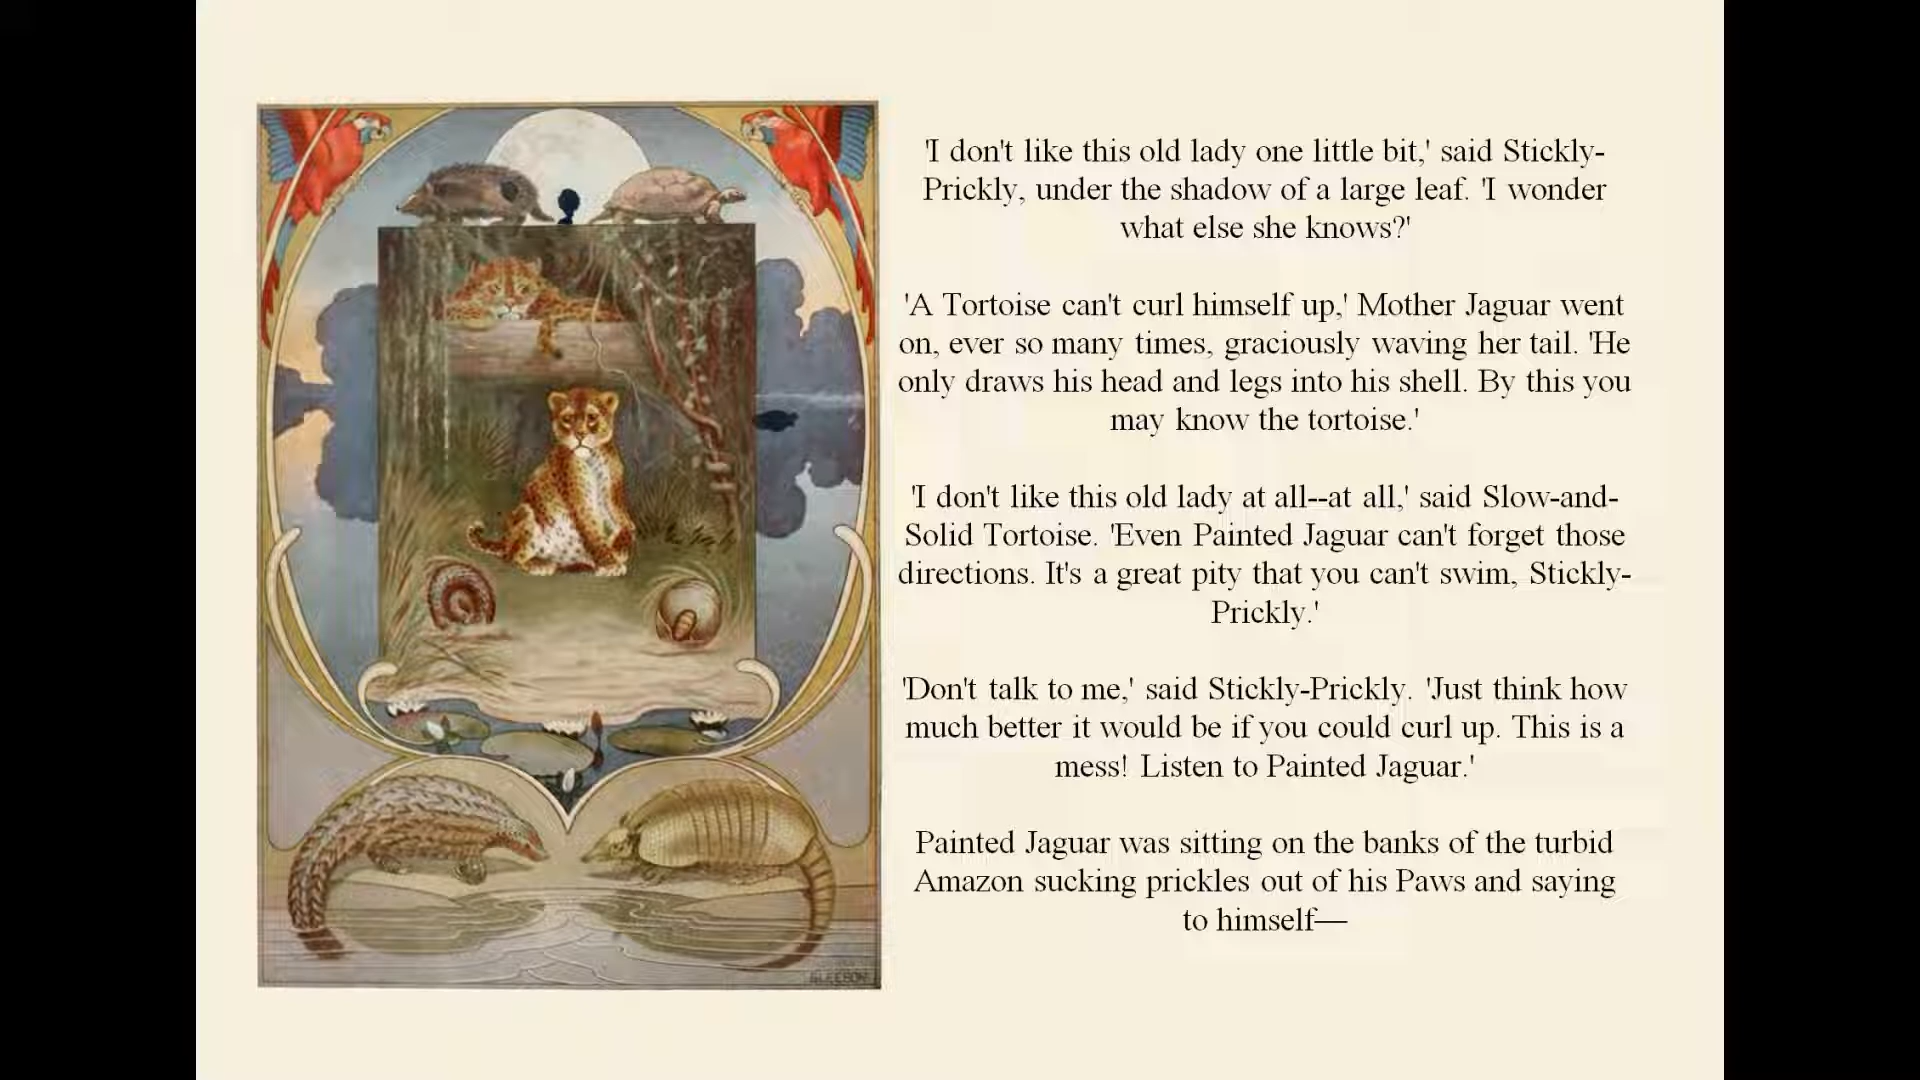 'I don't like this old lady one little bit,' said Stickly-
Prickly, under the shadow of a large leaf. 'I wonder
what else she knows?'
'A Tortoise can't curl himself up,' Mother Jaguar went
on, ever so many times, graciously waving her tail. 'He
only draws his head and legs into his shell. By this you
may know the tortoise.'
'I don't like this old lady at all--at all,' said Slow-and-
Solid Tortoise. 'Even Painted Jaguar can't forget those
directions. It's a great pity that you can't swim, Stickly-
Prickly.'
'Don't talk to me,' said Stickly-Prickly. 'Just think how
much better it would be if you could curl up. This is a
mess! Listen to Painted Jaguar.'
Painted Jaguar was sitting on the banks of the turbid
Amazon sucking prickles out of his Paws and saying
to himself—